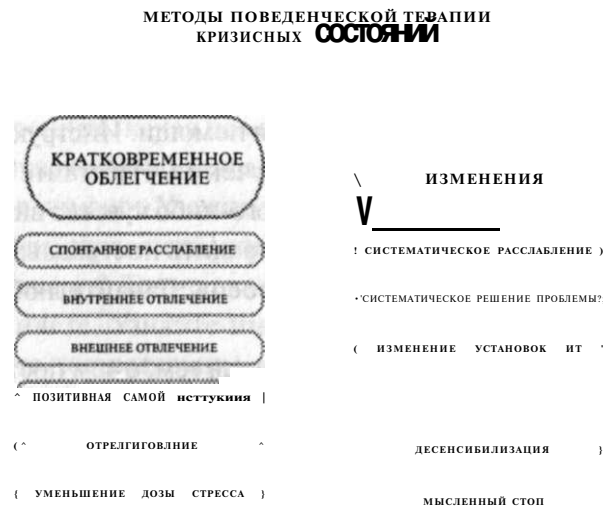 МЕТОДЫ ПОВЕДЕНЧЕСКОЙ ТЕРАПИИ
КРИЗИСНЫХ СОСТОЯНИЙ
КРАТКОВРЕМЕННОЕ
ОБЛЕГЧЕНИЕ
СПОНТАННОЕ РАССЛАБЛЕНИЕ
ВНУТРЕННЕЕ ОТВЛЕЧЕНИЕ
ВНЕШНЕЕ ОТВЛЕЧЕНИЕ
^ ПОЗИТИВНАЯ САМОЙ нсттукиия |
(^ ОТРЕЛГИГОВЛНИЕ ^
{ УМЕНЬШЕНИЕ ДОЗЫ СТРЕССА }
\ ИЗМЕНЕНИЯ
V
! СИСТЕМАТИЧЕСКОЕ РАССЛАБЛЕНИЕ )
•'СИСТЕМАТИЧЕСКОЕ РЕШЕНИЕ ПРОБЛЕМЫ?
( ИЗМЕНЕНИЕ УСТАНОВОК ИТ '
ДЕСЕНСИБИЛИЗАЦИЯ }
МЫСЛЕННЫЙ СТОП